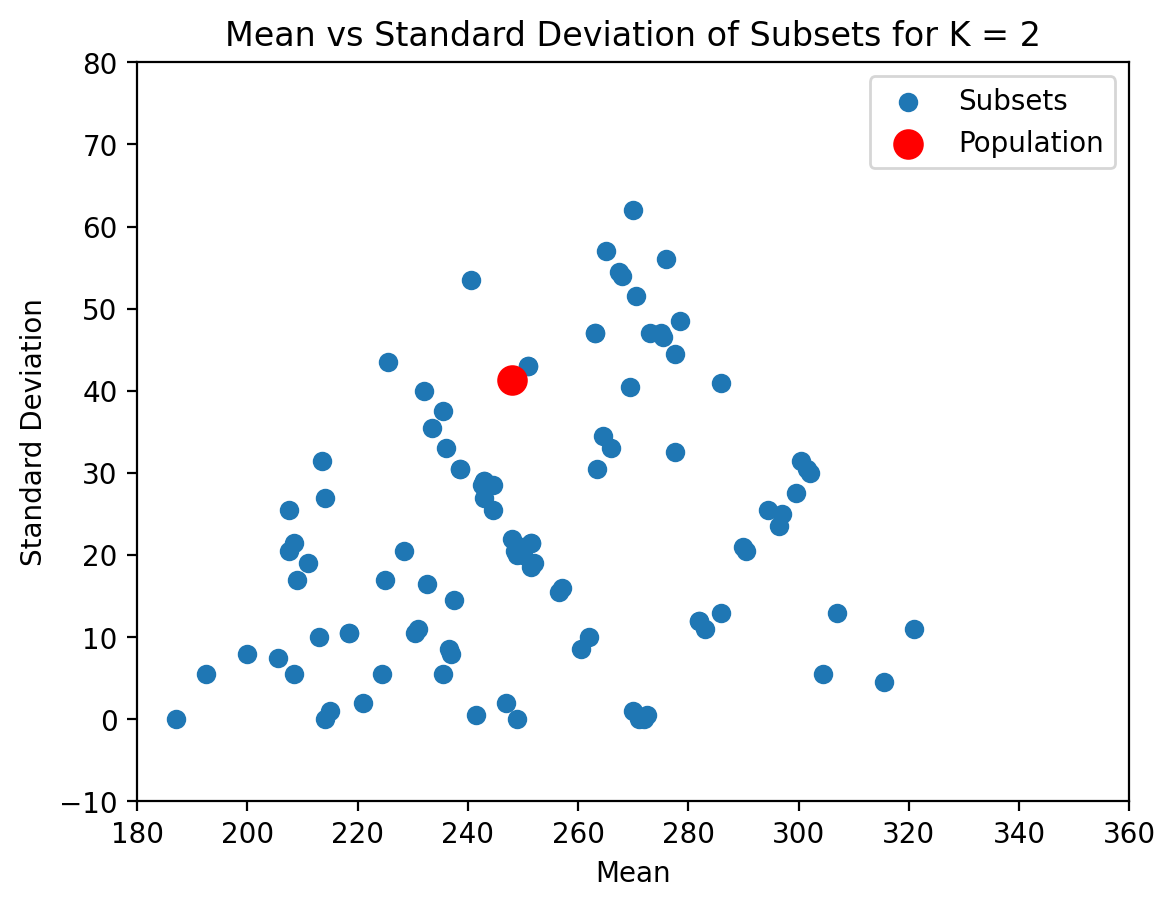 Mean vs Standard Deviation of Subsets for K = 2
80
70
60
50
40
30
20
10
0
−10
Standard Deviation
Subsets
Population
180 200 220 240 260 280 300 320 340 360
Mean